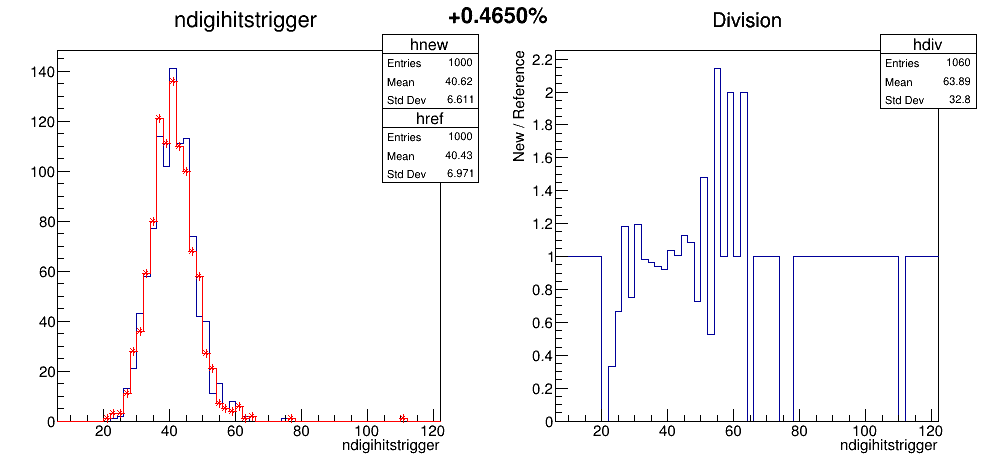 +0.4650%
ndigihitstrigger
hnew
Entries 1000
Mean 40.62
Std Dev 6.611
href
Entries 1000
Mean 40.43
Std Dev 6.971
140
120
100
80
60
40
20
0
20 40 60 80 100 120
ndigihitstrigger
Division
hdiv
Entries 1060
Mean 63.89
Std Dev 32.8
New / Reference
2.2
2
1.8
1.6
1.4
1.2
1
0.8
0.6
0.4
0.2
0
20 40 60 80 100 120
ndigihitstrigger